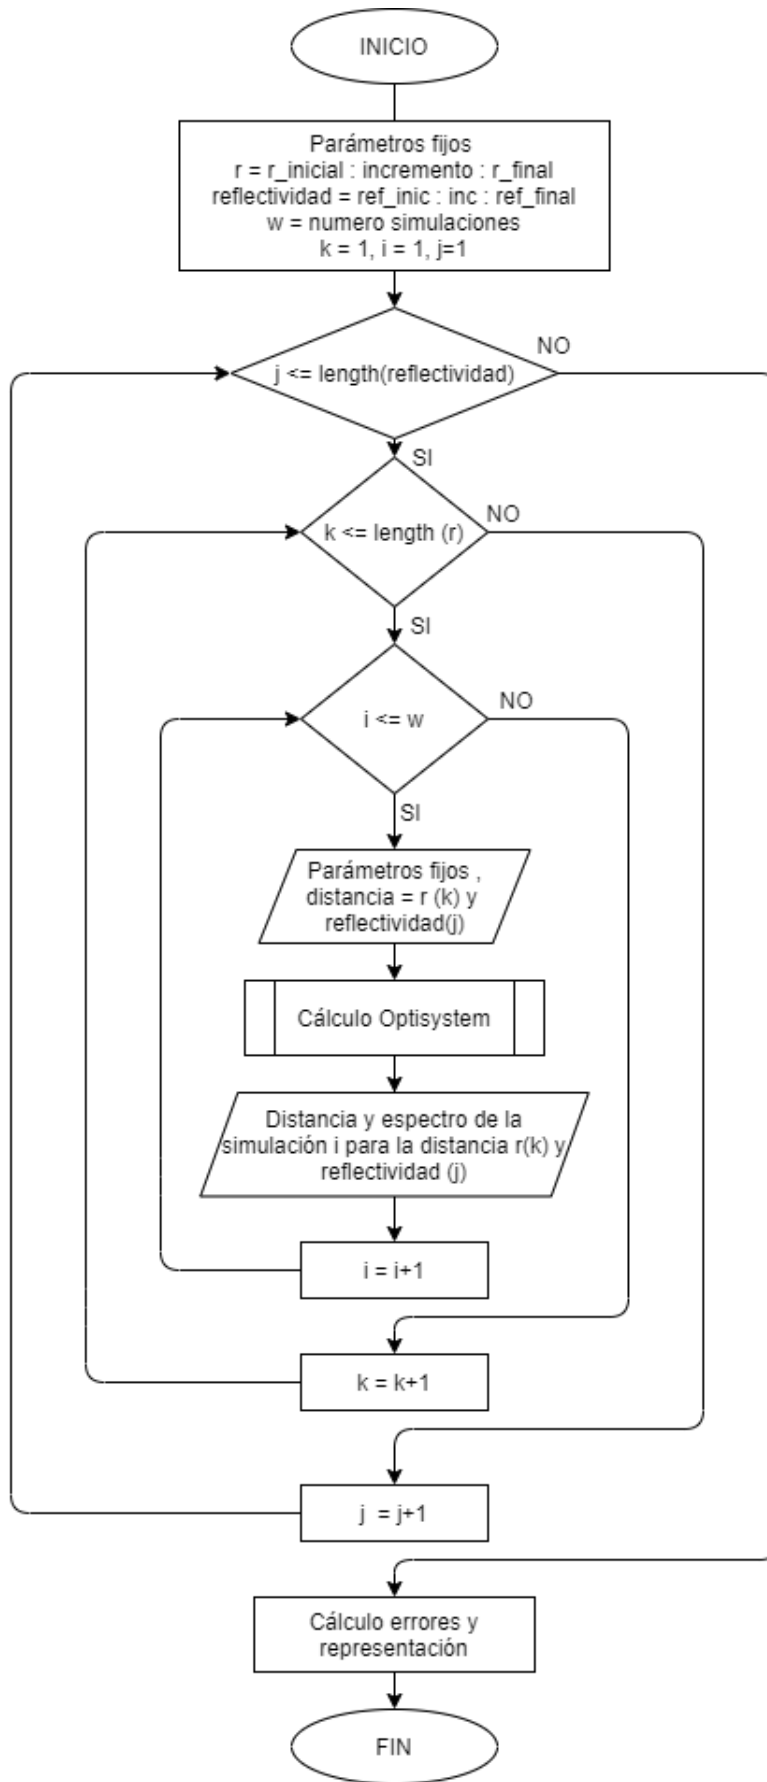 INICIO
Parámetros fijos
r = r_inicial : incremento : r_final
reflectividad = ref_inic : inc : ref_final
w = numero simulaciones
k = 1, i = 1, j=1
NO
j <= length(reflectividad)
SI
NO
k <= length (r)
SI
NO
i <= w
SI
Parámetros fijos ,
distancia = r (k) y
reflectividad(j)
Cálculo Optisystem
Distancia y espectro de la
simulación i para la distancia r(k) y
reflectividad (j)
i = i+1
k = k+1
j = j+1
Cálculo errores y
representación
FIN